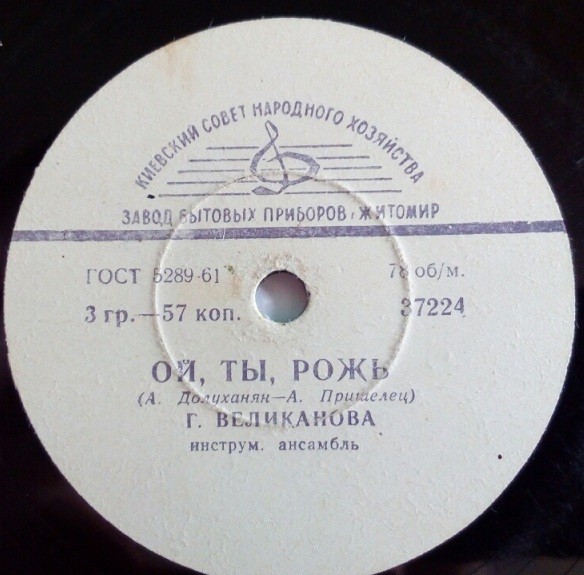 КИЕВСКИЙ СОВЕТ НАРОДНОГО ХОЗЯЙСТВА
ЗАВОД БЫТОВЫХ ПРИБОРОВ г ЖИТОМИР
ГОСТ 5289-61 78 об/м.
3 гр.—57 коп. 37224
ОЙ, ТЫ, РОЖЬ
(А. Долуханян—А. Пришелец)
Г. ВЕЛИКАНОВА
инструм. ансамбль